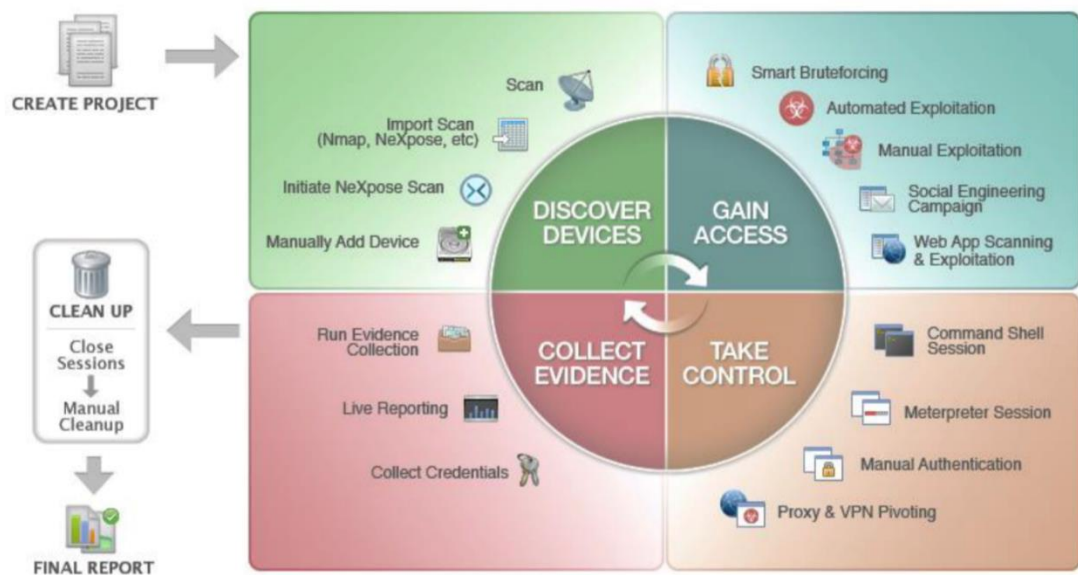 CREATE PROJECT
Scan
Import Scan
(Nmap, NeXpose, etc)
Initiate NeXpose Scan
Manually Add Device
DISCOVER
DEVICES
Smart Bruteforcing
Automated Exploitation
Manual Exploitation
Social Engineering
Campaign
Web App Scanning
& Exploitation
GAIN
ACCESS
TAKE
CONTROL
Command Shell
Session
Meterpreter Session
Manual Authentication
Proxy & VPN Pivoting
COLLECT
EVIDENCE
Run Evidence
Collection
Live Reporting
Collect Credentials
CLEAN UP
Close
Sessions
Manual
Cleanup
FINAL REPORT